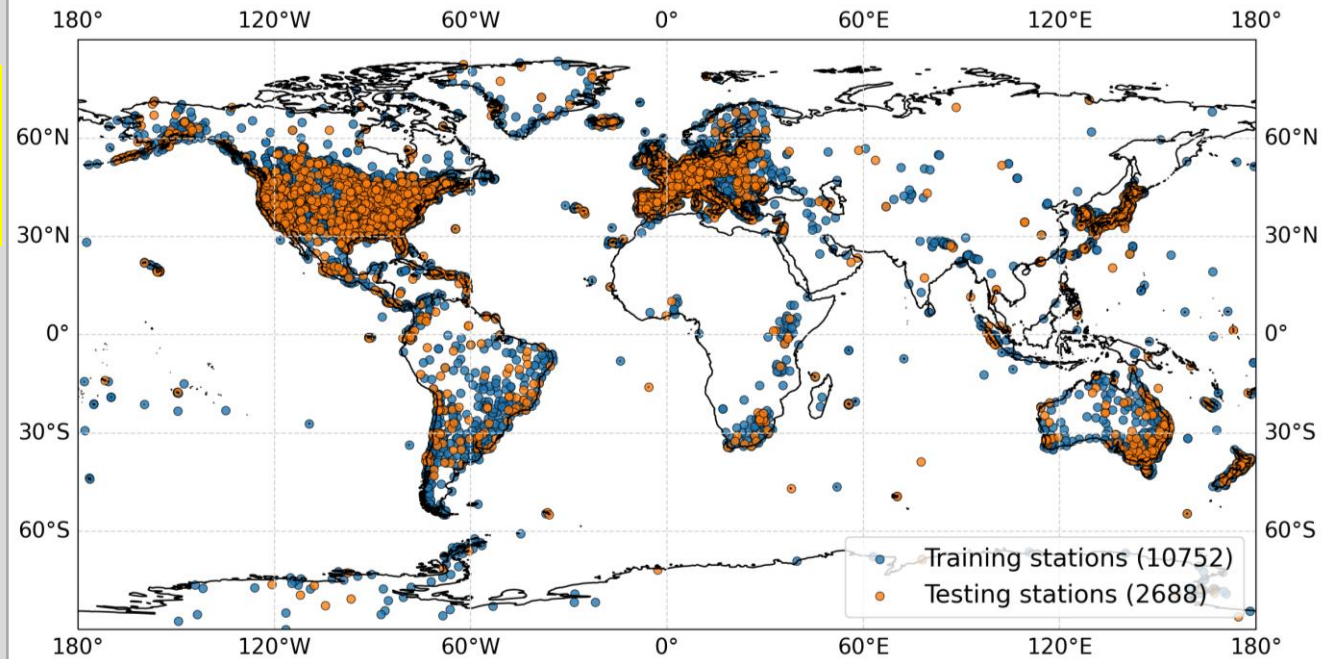 180° 120°W 60°W 0° 60°E 120°E 180°
60°N 60°N
30°N 30°N
0° 0°
30°S 30°S
60°S 60°S
Training stations (10752)
Testing stations (2688)
180° 120°W 60°W 0° 60°E 120°E 180°